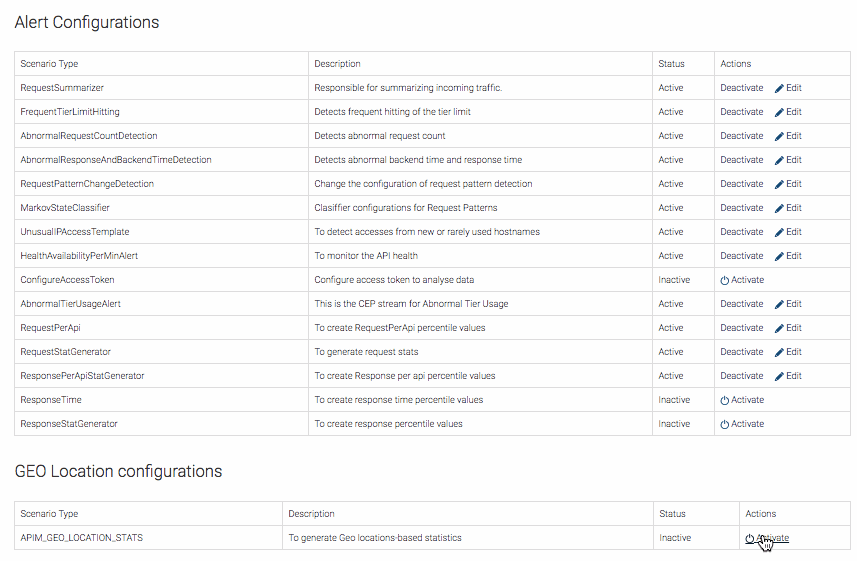 Alert Configurations
Scenario Type Description Status Actions
RequestSummarizer Responsible for summarizing incoming traffic. Active Deactivate Edit
FrequentTierLimitHitting Detects frequent hitting of the tier limit Active Deactivate Edit
AbnormalRequestCountDetection Detects abnormal request count Active Deactivate Edit
AbnormalResponseAndBackendTimeDetection Detects abnormal backend time and response time Active Deactivate Edit
RequestPatternChangeDetection Change the configuration of request pattern detection Active Deactivate Edit
MarkovStateClassifier Clasiffier configurations for Request Patterns Active Deactivate Edit
UnusualIPAccessTemplate To detect accesses from new or rarely used hostnames Active Deactivate Edit
HealthAvailabilityPerMinAlert To monitor the API health Active Deactivate Edit
ConfigureAccessToken Configure access token to analyse data Inactive Activate
AbnormalTierUsageAlert This is the CEP stream for Abnormal Tier Usage Active Deactivate Edit
RequestPerApi To create RequestPerApi percentile values Active Deactivate Edit
RequestStatGenerator To generate request stats Active Deactivate Edit
ResponsePerApiStatGenerator To create Response per api percentile values Active Deactivate Edit
ResponseTime To create response time percentile values Inactive Activate
ResponseStatGenerator To create response percentile values Inactive Activate
GEO Location configurations
Scenario Type Description Status Actions
APIM_GEO_LOCATION_STATS To generate Geo locations-based statistics Inactive Activate